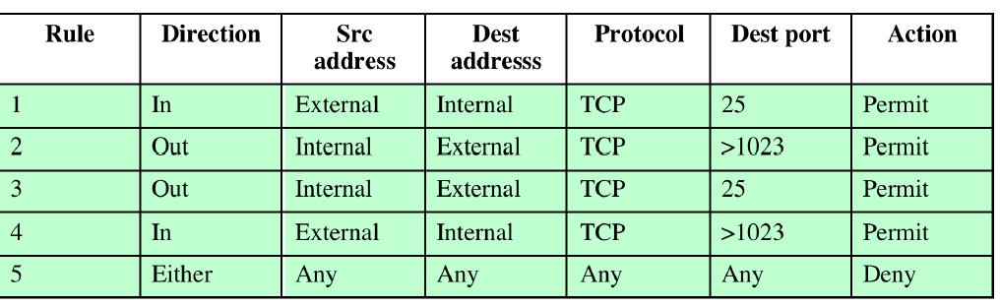 Rule Direction Src address Dest addresss Protocol Dest port Action
1 In External Internal TCP 25 Permit
2 Out Internal External TCP >1023 Permit
3 Out Internal External TCP 25 Permit
4 In External Internal TCP >1023 Permit
5 Either Any Any Any Any Deny